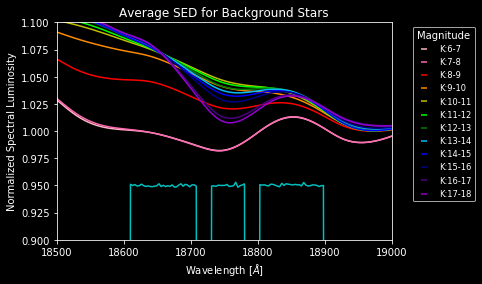 Average SED for Background Stars
Normalized Spectral Luminosity
1.100
1.075
1.050
1.025
1.000
0.975
0.950
0.925
0.900
18500
18600
18700
18800
18900
19000
Wavelength [Å]
Magnitude
K:6-7
K:7-8
K:8-9
K:9-10
K:10-11
K:11-12
K:12-13
K:13-14
K:14-15
K:15-16
K:16-17
K:17-18